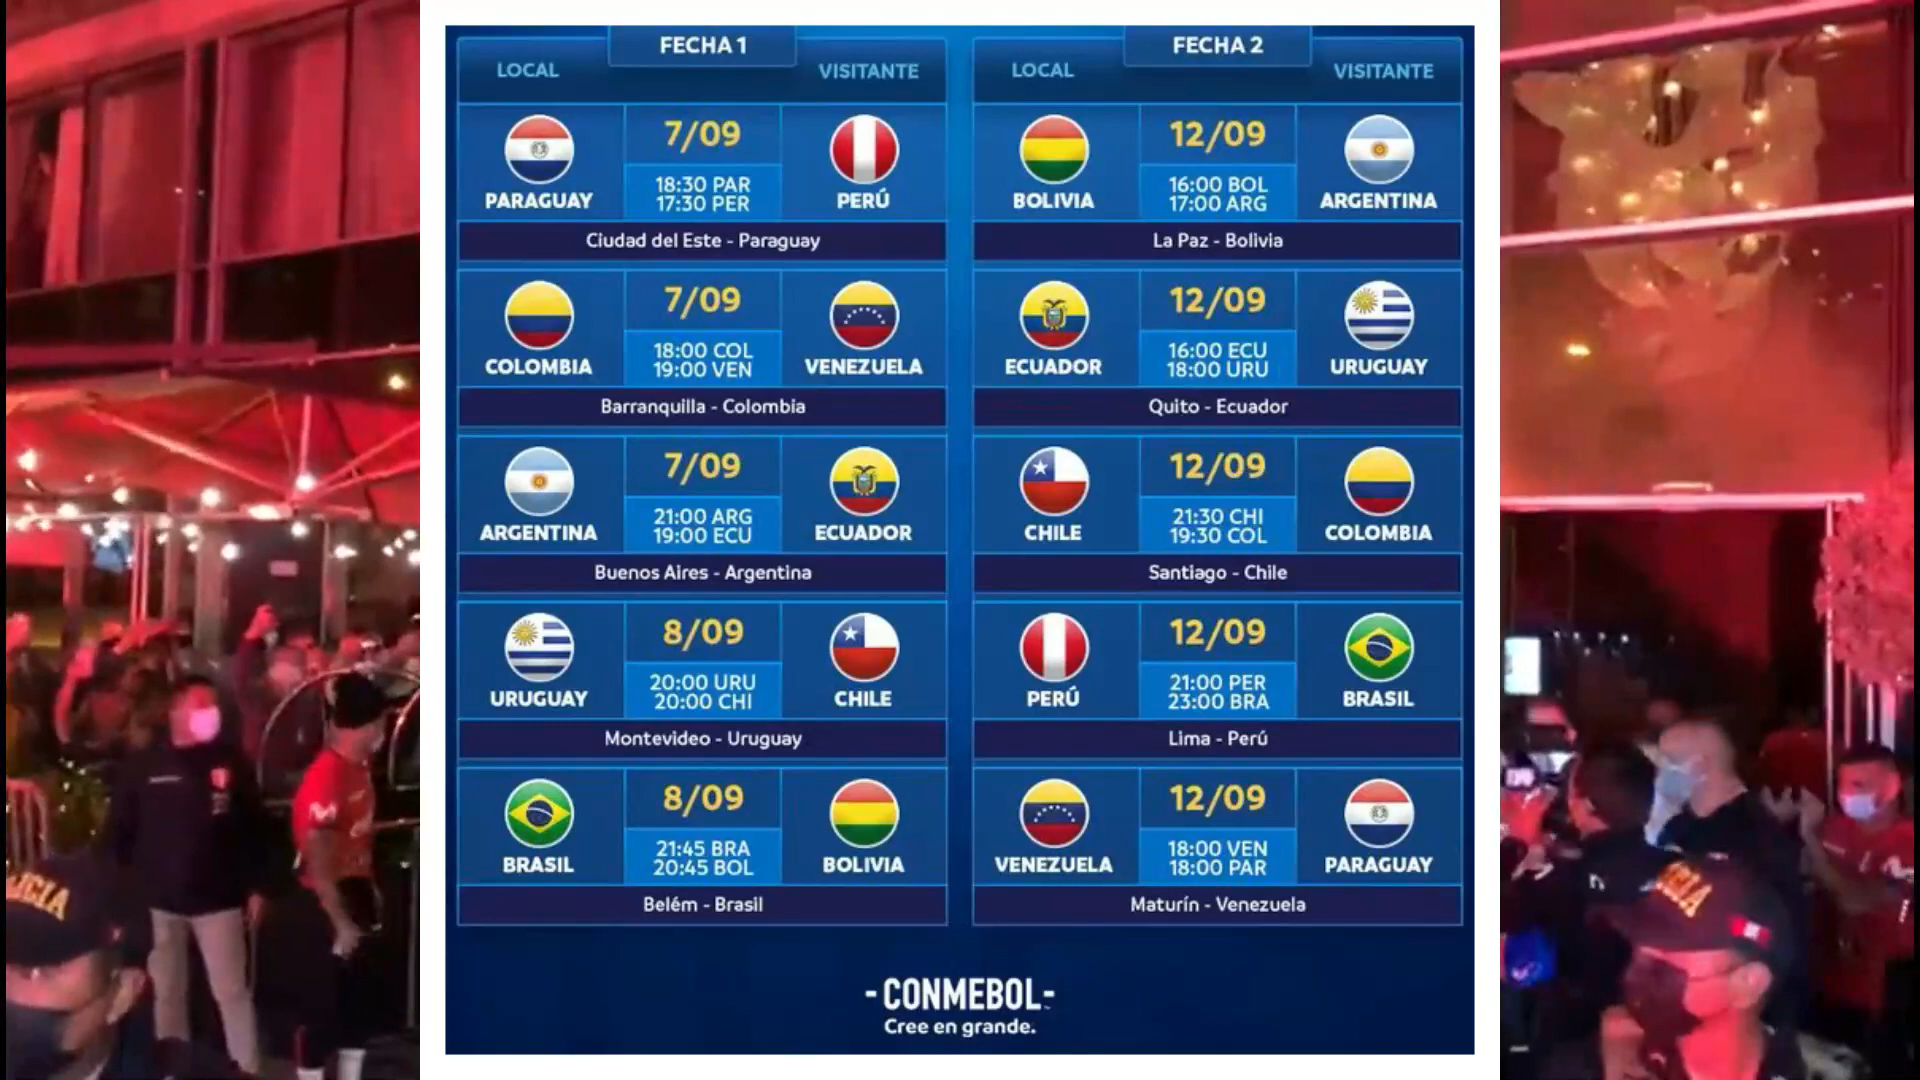 FECHA 1
LOCAL
VISITANTE
PARAGUAY
7/09
18:30 PAR
17:30 PER
PERÚ
Ciudad del Este - Paraguay
COLOMBIA
7/09
18:00 COL
19:00 VEN
VENEZUELA
Barranquilla - Colombia
ARGENTINA
7/09
21:00 ARG
19:00 ECU
ECUADOR
Buenos Aires - Argentina
URUGUAY
8/09
20:00 URU
20:00 CHI
CHILE
Montevideo - Uruguay
BRASIL
8/09
21:45 BRA
20:45 BOL
BOLIVIA
Belém - Brasil
FECHA 2
LOCAL
VISITANTE
BOLIVIA
12/09
16:00 BOL
17:00 ARG
ARGENTINA
La Paz - Bolivia
ECUADOR
12/09
16:00 ECU
18:00 URU
URUGUAY
Quito - Ecuador
CHILE
12/09
21:30 CHI
19:30 COL
COLOMBIA
Santiago - Chile
PERÚ
12/09
21:00 PER
23:00 BRA
BRASIL
Lima - Perú
VENEZUELA
12/09
18:00 VEN
18:00 PAR
PARAGUAY
Maturín - Venezuela
-CONMEBOL-
Cree en grande.